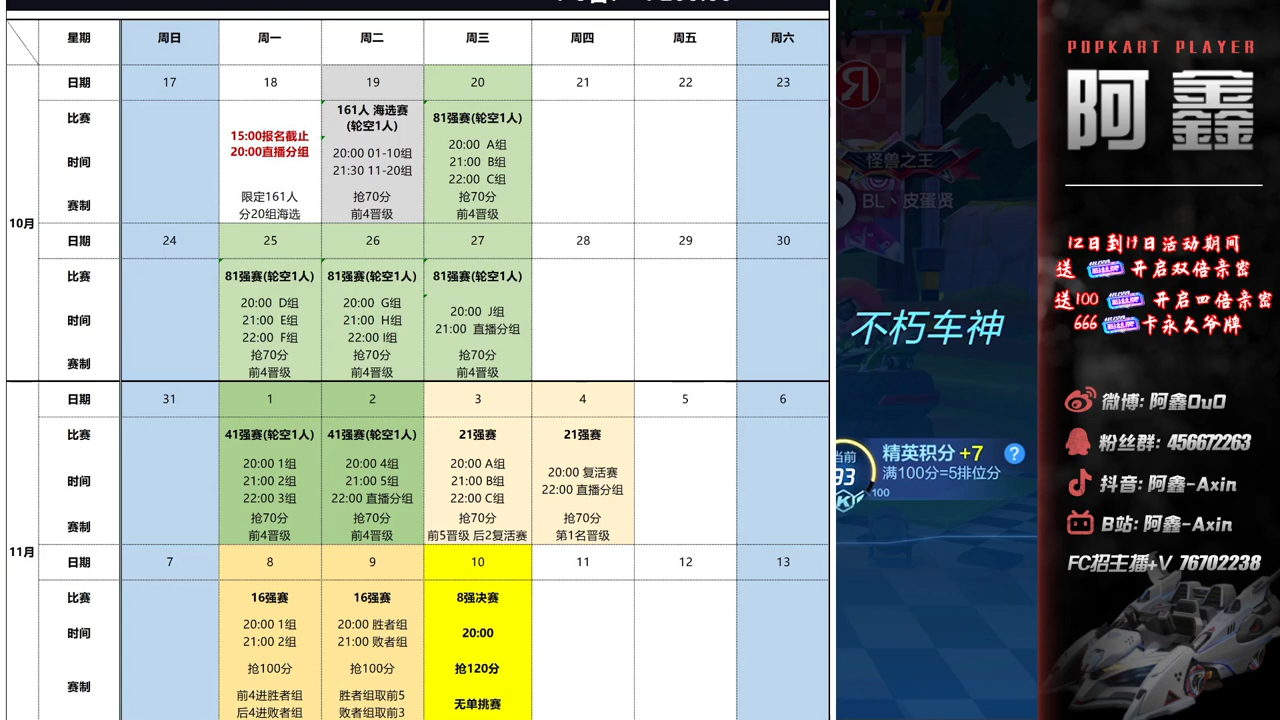 星期 周日 周一 周二 周三 周四 周五 周六
10月
日期 17 18 19 20 21 22 23
比赛
时间
赛制
15:00报名截止
20:00直播分组
限定161人
分20组海选
161人 海选赛
(轮空1人)
20:00 01-10组
21:30 11-20组
抢70分
前4晋级
81强赛(轮空1人)
20:00 A组
21:00 B组
22:00 C组
抢70分
前4晋级
日期 24 25 26 27 28 29 30
比赛
时间
赛制
81强赛(轮空1人)
20:00 D组
21:00 E组
22:00 F组
抢70分
前4晋级
81强赛(轮空1人)
20:00 G组
21:00 H组
22:00 I组
抢70分
前4晋级
81强赛(轮空1人)
20:00 J组
21:00 直播分组
抢70分
前4晋级
11月
日期 31 1 2 3 4 5 6
比赛
时间
赛制
41强赛(轮空1人)
20:00 1组
21:00 2组
22:00 3组
抢70分
前4晋级
41强赛(轮空1人)
20:00 4组
21:00 5组
22:00 直播分组
抢70分
前4晋级
21强赛
20:00 A组
21:00 B组
22:00 C组
抢70分
前5晋级 后2复活赛
21强赛
20:00 复活赛
22:00 直播分组
抢70分
第1名晋级
日期 7 8 9 10 11 12 13
比赛
时间
赛制
16强赛
20:00 1组
21:00 2组
抢100分
前4进胜者组
后4进败者组
16强赛
20:00 胜者组
21:00 败者组
抢100分
胜者组取前5
败者组取前3
8强决赛
20:00
抢120分
无单挑赛
怪兽之王
BL丶皮蛋贤
不朽车神
当前
93
精英积分 +7
满100分=5排位分
100
K
?
POPKART PLAYER
阿鑫
12日到19日活动期间
送 粉丝牌 开启双倍亲密
送100 粉丝牌 开启四倍亲密
666 粉丝牌 卡永久爷牌
微博: 阿鑫OuO
粉丝群: 456672263
抖音: 阿鑫-Axin
B站: 阿鑫-Axin
FC招主播+V 76702238